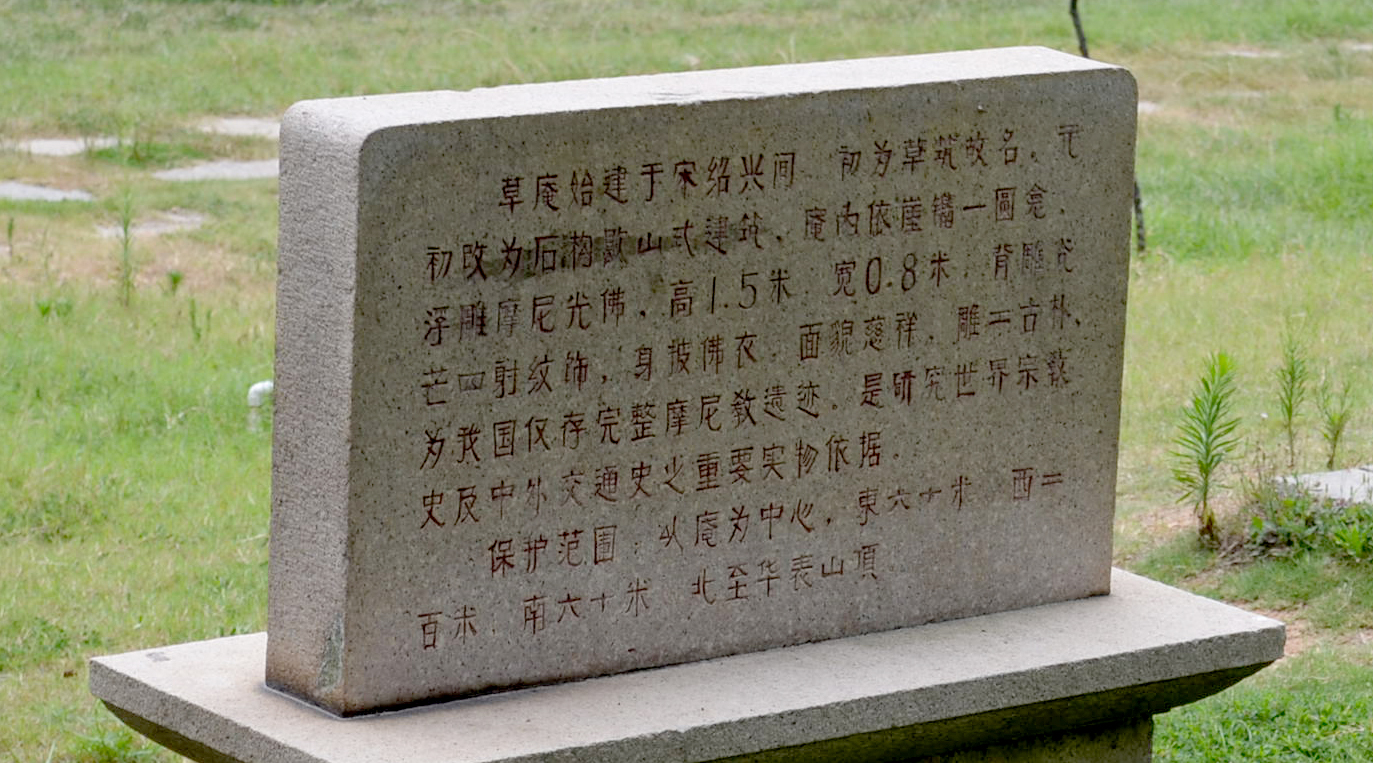 草庵始建于宋绍兴间，初为草筑故名。元
初改为石构歇山式建筑，庵内依崖镌一圆龛，
浮雕摩尼光佛，高1.5米，宽0.8米，背雕光
芒四射纹饰，身披佛衣，面貌慈祥，雕工古朴、
为我国仅存完整摩尼教遗迹。是研究世界宗教
史及中外交通史之重要实物依据。
保护范围：以庵为中心，東六十米，西二
百米，南六十米，北至华表山頂